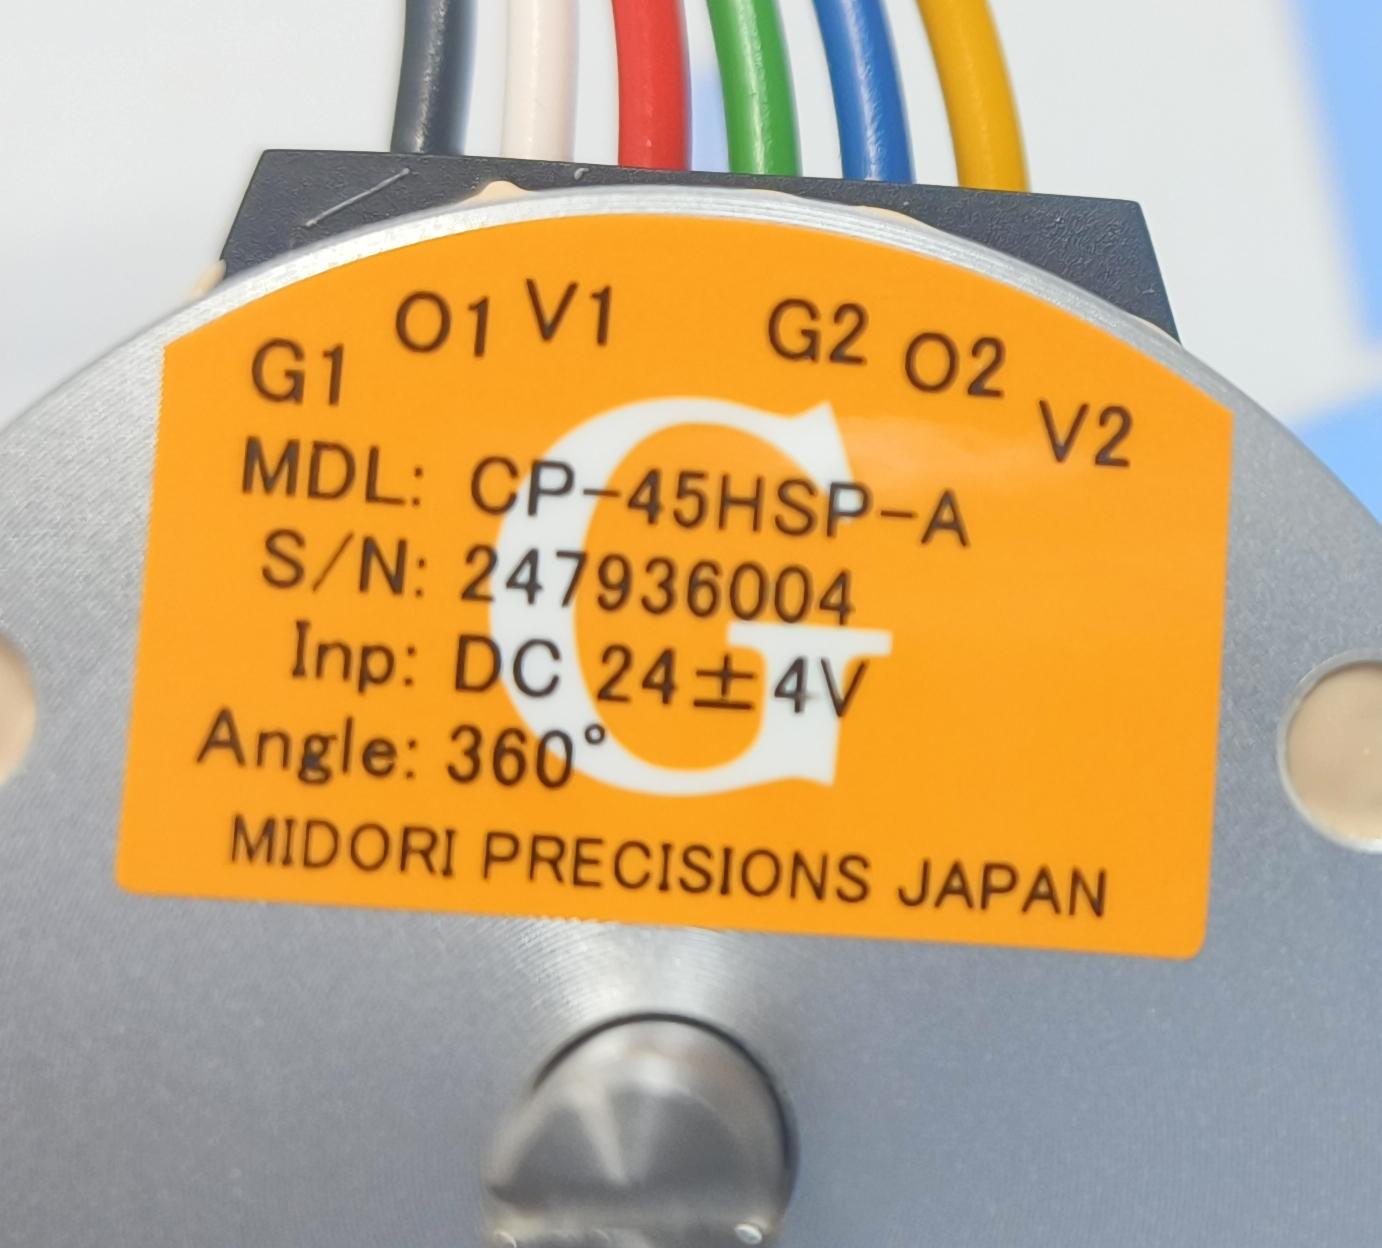 G1 O1 V1 G2 O2 V2
MDL: CP-45HSP-A
S/N: 247936004
Inp: DC 24±4V
Angle: 360°
MIDORI PRECISIONS JAPAN
G